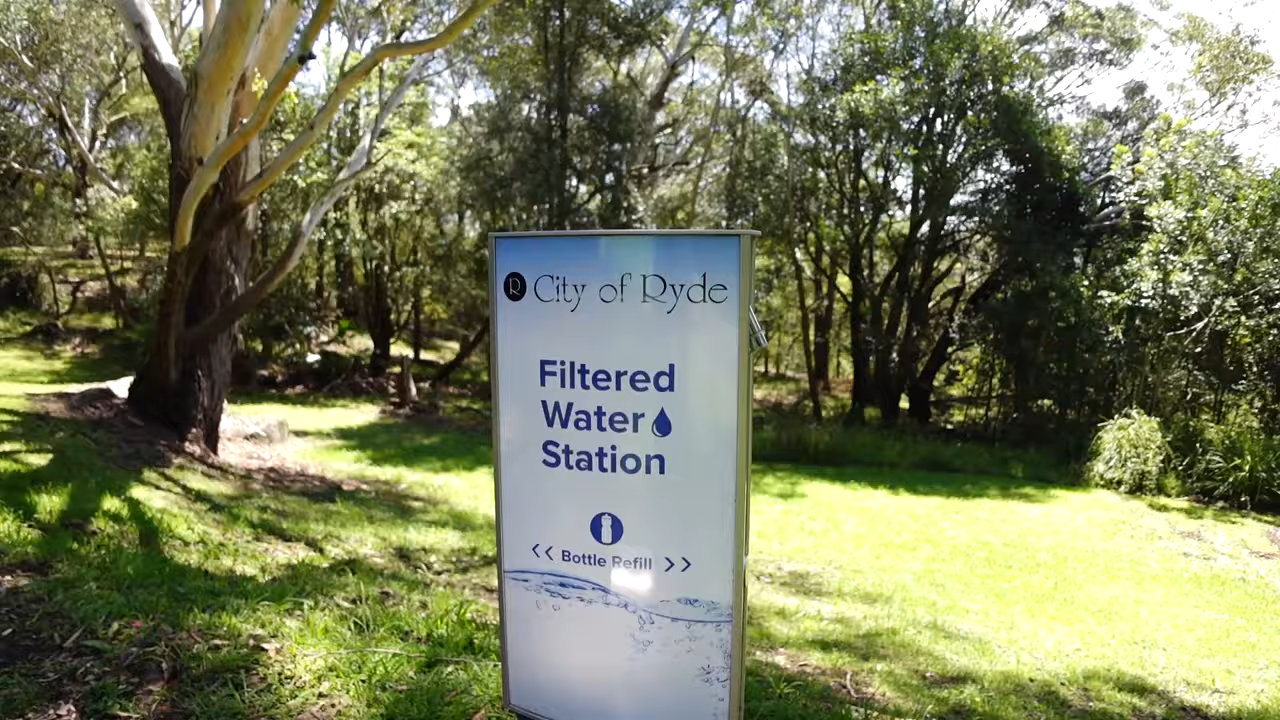 R City of Ryde
Filtered
Water
Station
<< Bottle Refill >>